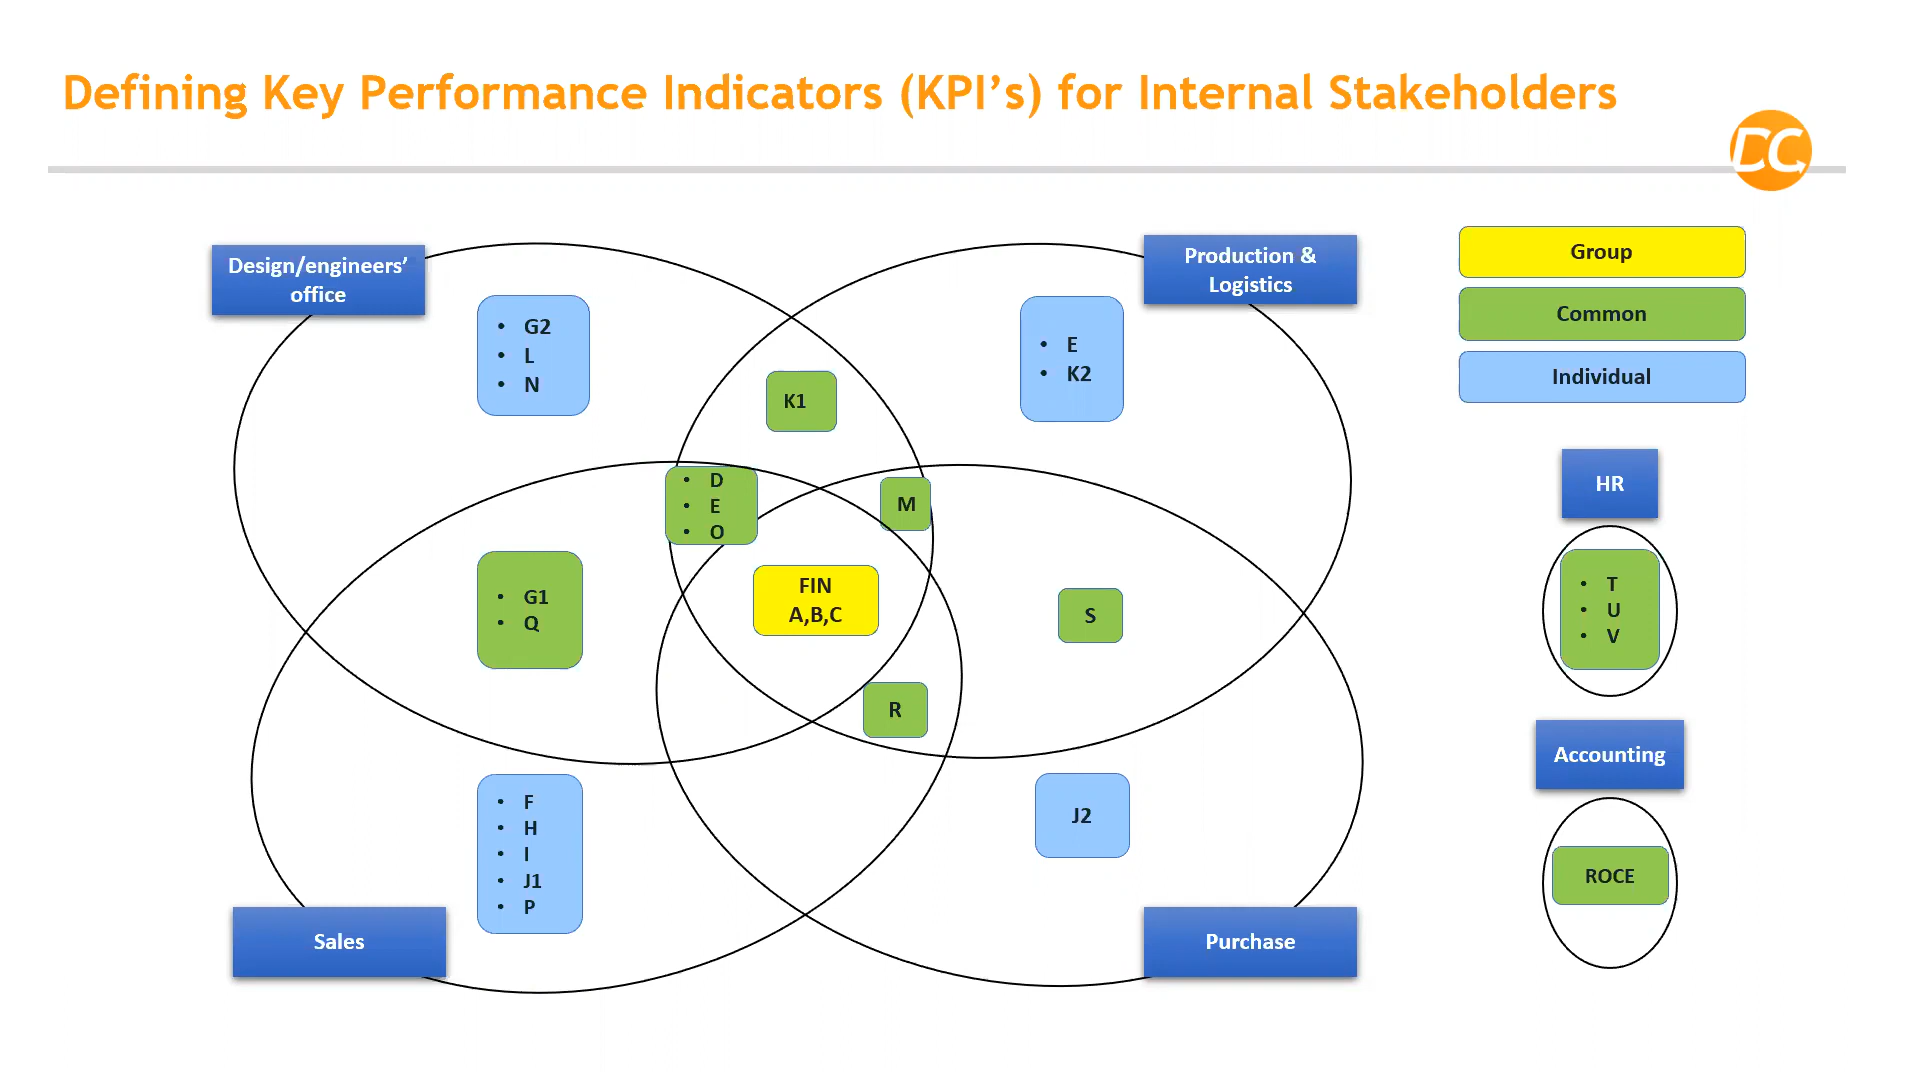 Defining Key Performance Indicators (KPI’s) for Internal Stakeholders
DC
Design/engineers’
office
Production &
Logistics
Group
Common
Individual
• G2
• L
• N
• E
• K2
K1
• D
• E
• O
M
HR
• T
• U
• V
• G1
• Q
FIN
A,B,C
S
R
Accounting
• F
• H
• I
• J1
• P
J2
ROCE
Sales
Purchase